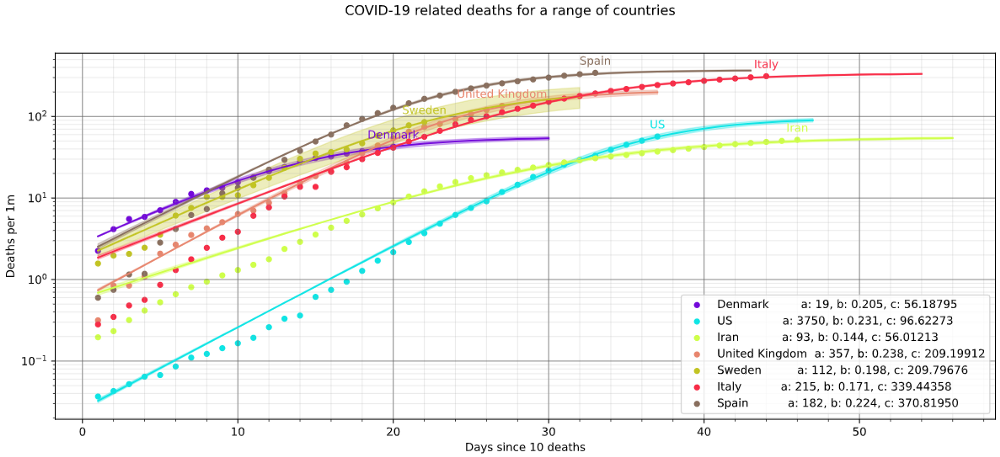 COVID-19 related deaths for a range of countries
Deaths per 1m
10²
10¹
10⁰
10⁻¹
Spain
Italy
United Kingdom
Sweden
Denmark
US
Iran
Denmark a: 19, b: 0.205, c: 56.18795
US a: 3750, b: 0.231, c: 96.62273
Iran a: 93, b: 0.144, c: 56.01213
United Kingdom a: 357, b: 0.238, c: 209.19912
Sweden a: 112, b: 0.198, c: 209.79676
Italy a: 215, b: 0.171, c: 339.44358
Spain a: 182, b: 0.224, c: 370.81950
0 10 20 30 40 50
Days since 10 deaths